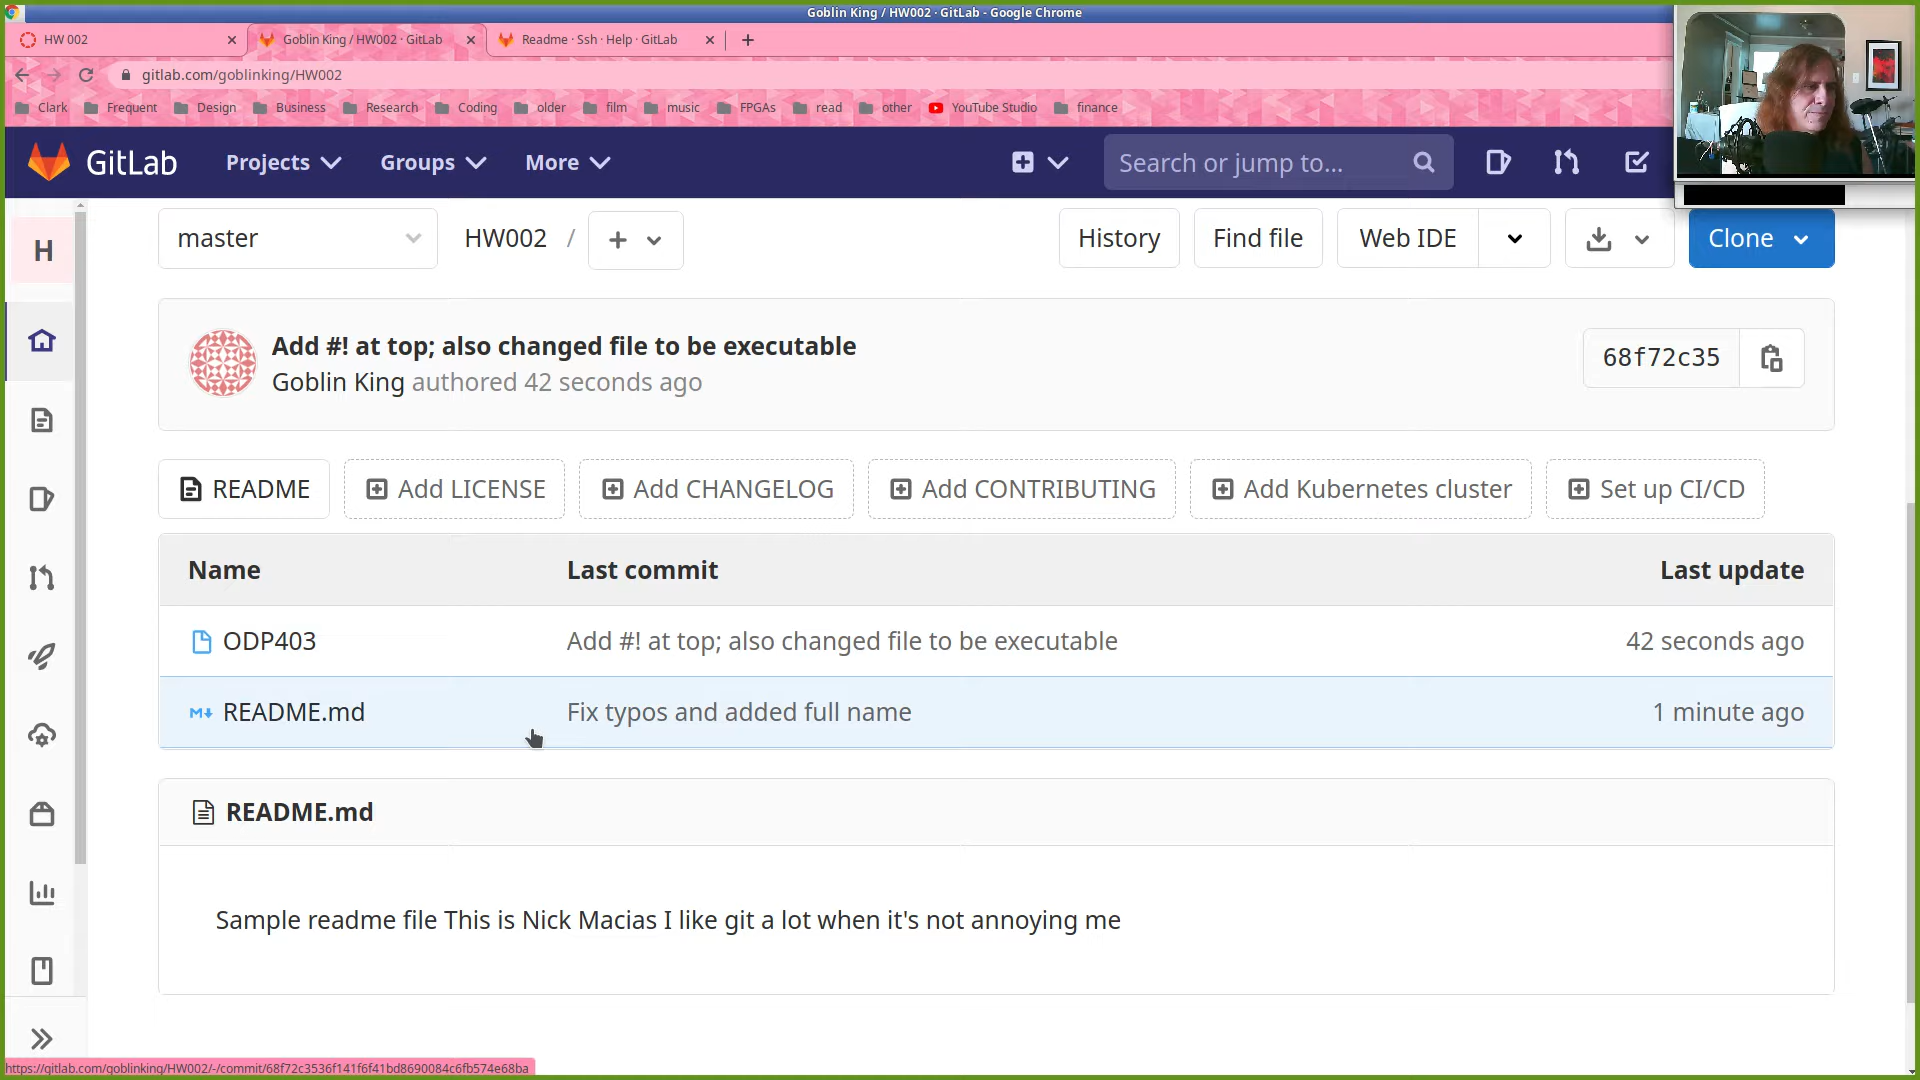 Goblin King / HW002 · GitLab - Google Chrome
HW 002
Goblin King / HW002 · GitLab
Readme · Ssh · Help · GitLab
gitlab.com/goblinking/HW002
Clark Frequent Design Business Research Coding older film music FPGAs read other YouTube Studio finance
GitLab Projects Groups More Search or jump to...
H
master HW002 / + History Find file Web IDE Clone
Add #! at top; also changed file to be executable
Goblin King authored 42 seconds ago
68f72c35
README Add LICENSE Add CHANGELOG Add CONTRIBUTING Add Kubernetes cluster Set up CI/CD
Name Last commit Last update
ODP403 Add #! at top; also changed file to be executable 42 seconds ago
README.md Fix typos and added full name 1 minute ago
README.md
Sample readme file This is Nick Macias I like git a lot when it's not annoying me
https://gitlab.com/goblinking/HW002/-/commit/68f72c3536f141f6f41bd8690084c6fb574e68ba